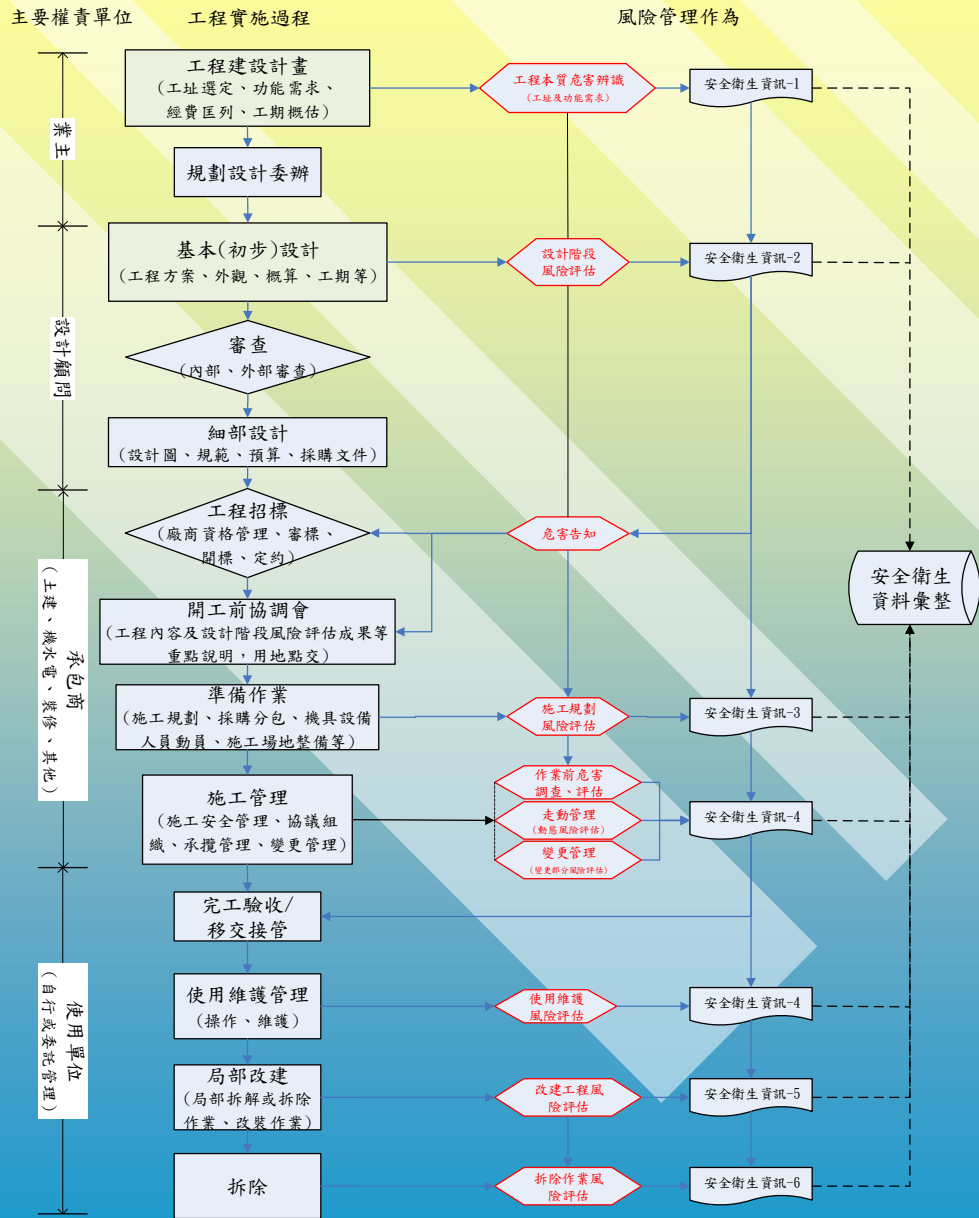 主要權責單位
工程實施過程
風險管理作為
業主
工程建設計畫
(工址選定、功能需求、
經費匡列、工期概估)
工程本質危害辨識
(工址及功能需求)
安全衛生資訊-1
規劃設計委辦
設計顧問
基本(初步)設計
(工程方案、外觀、概算、工期等)
設計階段
風險評估
安全衛生資訊-2
審查
(內部、外部審查)
細部設計
(設計圖、規範、預算、採購文件)
承包商
(土建、機水電、裝修、其他)
工程招標
(廠商資格管理、審標、
開標、定約)
危害告知
安全衛生
資料彙整
開工前協調會
(工程內容及設計階段風險評估成果等
重點說明，用地點交)
準備作業
(施工規劃、採購分包、機具設備
人員動員、施工場地整備等)
施工規劃
風險評估
安全衛生資訊-3
施工管理
(施工安全管理、協議組
織、承攬管理、變更管理)
作業前危害
調查、評估
走動管理
(動態風險評估)
變更管理
(變更部分風險評估)
安全衛生資訊-4
使用單位
(自行或委託管理)
完工驗收/
移交接管
使用維護管理
(操作、維護)
使用維護
風險評估
安全衛生資訊-4
局部改建
(局部拆解或拆除
作業、改裝作業)
改建工程風
險評估
安全衛生資訊-5
拆除
拆除作業風
險評估
安全衛生資訊-6